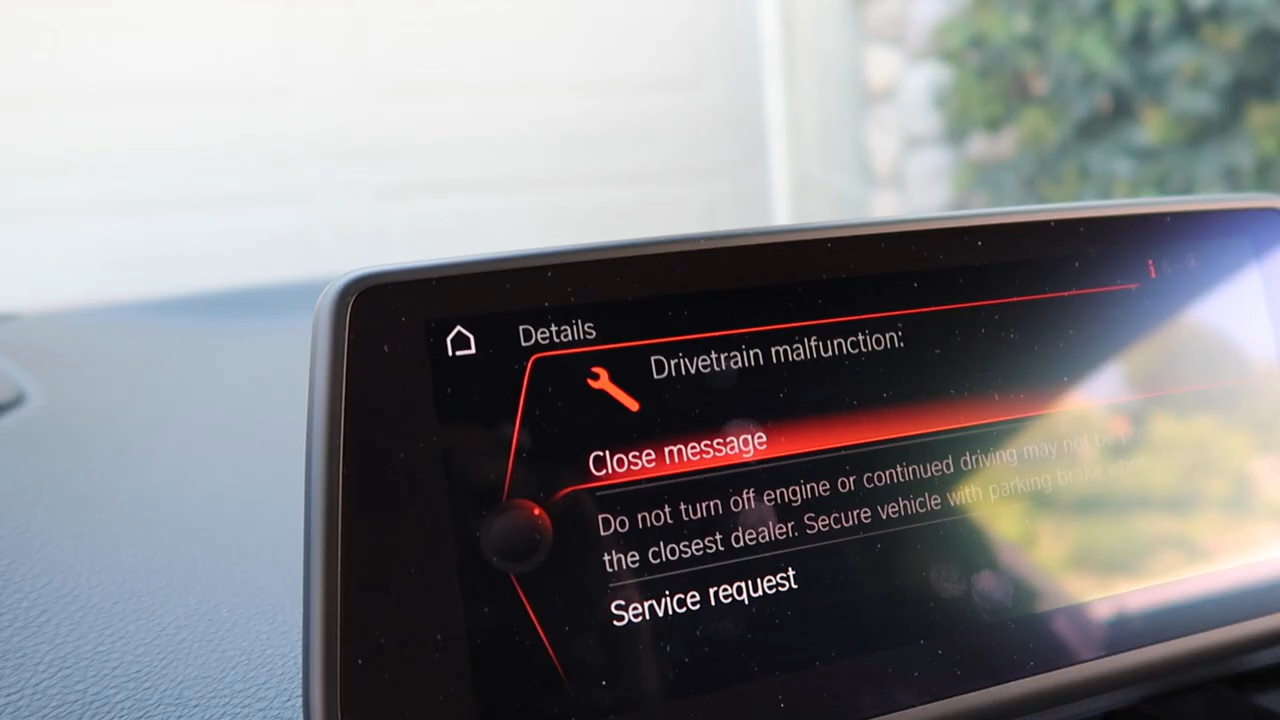 Details
Drivetrain malfunction:
Close message
Do not turn off engine or continued driving may not be
the closest dealer. Secure vehicle with parking brake
Service request